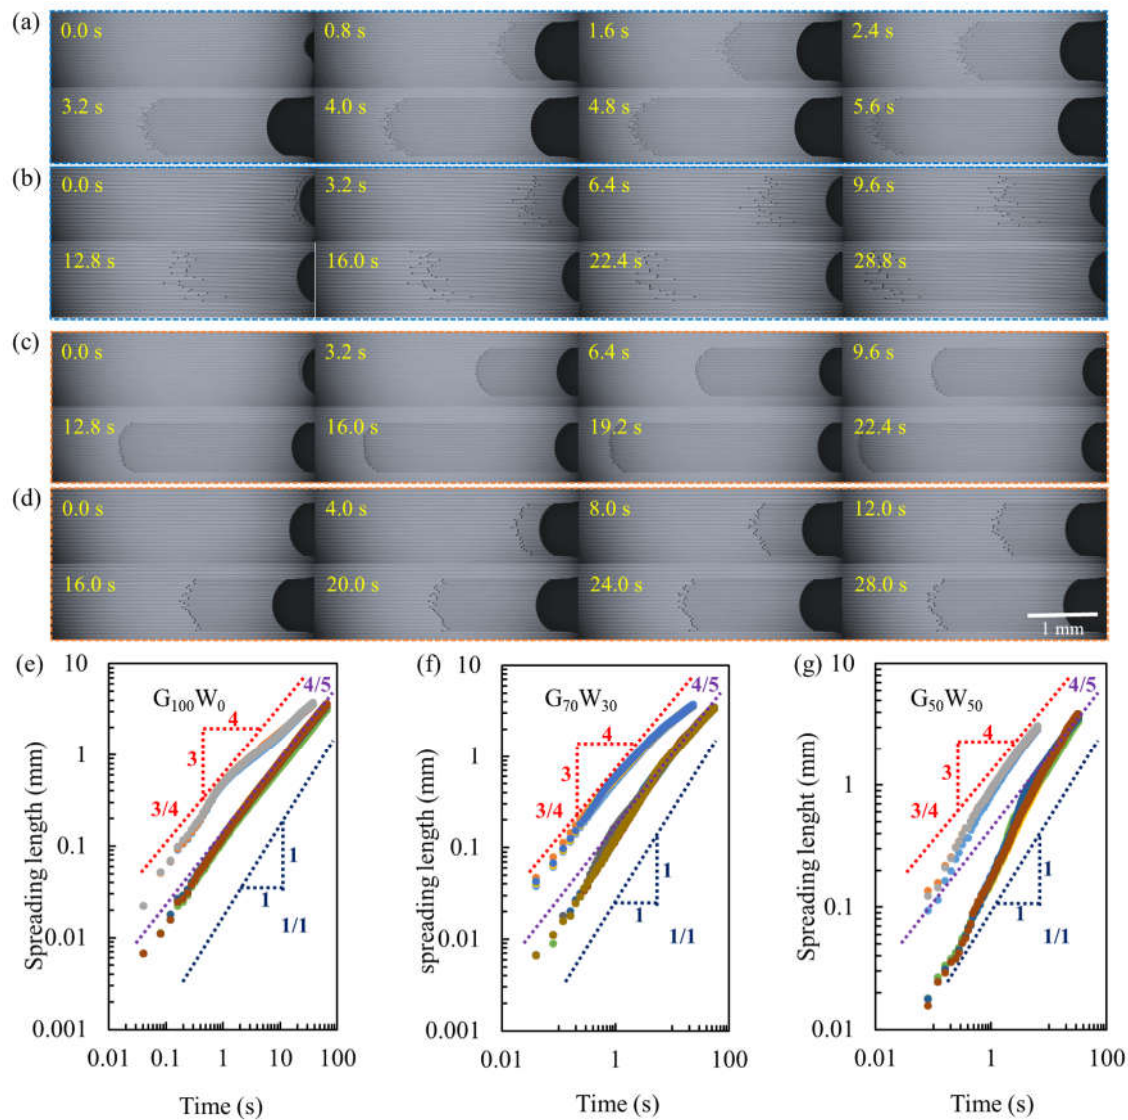 (a)
0.0 s 0.8 s 1.6 s 2.4 s
3.2 s 4.0 s 4.8 s 5.6 s
(b)
0.0 s 3.2 s 6.4 s 9.6 s
12.8 s 16.0 s 22.4 s 28.8 s
(c)
0.0 s 3.2 s 6.4 s 9.6 s
12.8 s 16.0 s 19.2 s 22.4 s
(d)
0.0 s 4.0 s 8.0 s 12.0 s
16.0 s 20.0 s 24.0 s 28.0 s
1 mm
(e)
Spreading length (mm)
10
1
0.1
0.01
0.001
G₁₀₀W₀
4/5
4
3
3/4
1
1
1/1
0.01 0.1 1 10 100
Time (s)
(f)
spreading length (mm)
10
1
0.1
0.01
0.001
G₇₀W₃₀
4/5
4
3
3/4
1
1
1/1
0.01 1 100
Time (s)
(g)
Spreading lenght (mm)
10
1
0.1
0.01
G₅₀W₅₀
4/5
4
3
3/4
1
1
1/1
0.01 1 100
Time (s)